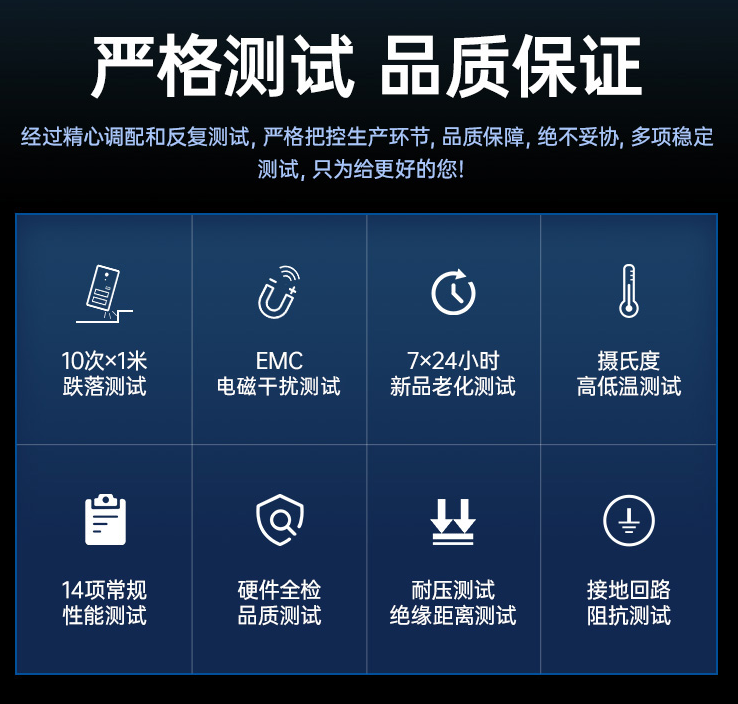 严格测试 品质保证
经过精心调配和反复测试, 严格把控生产环节, 品质保障, 绝不妥协, 多项稳定
测试, 只为给更好的您!
10次×1米
跌落测试
EMC
电磁干扰测试
7×24小时
新品老化测试
摄氏度
高低温测试
14项常规
性能测试
硬件全检
品质测试
耐压测试
绝缘距离测试
接地回路
阻抗测试